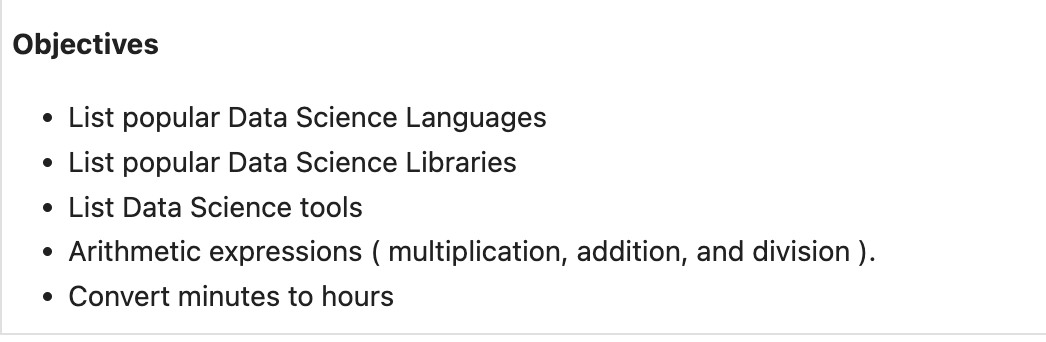 Objectives
• List popular Data Science Languages
• List popular Data Science Libraries
• List Data Science tools
• Arithmetic expressions ( multiplication, addition, and division ).
• Convert minutes to hours